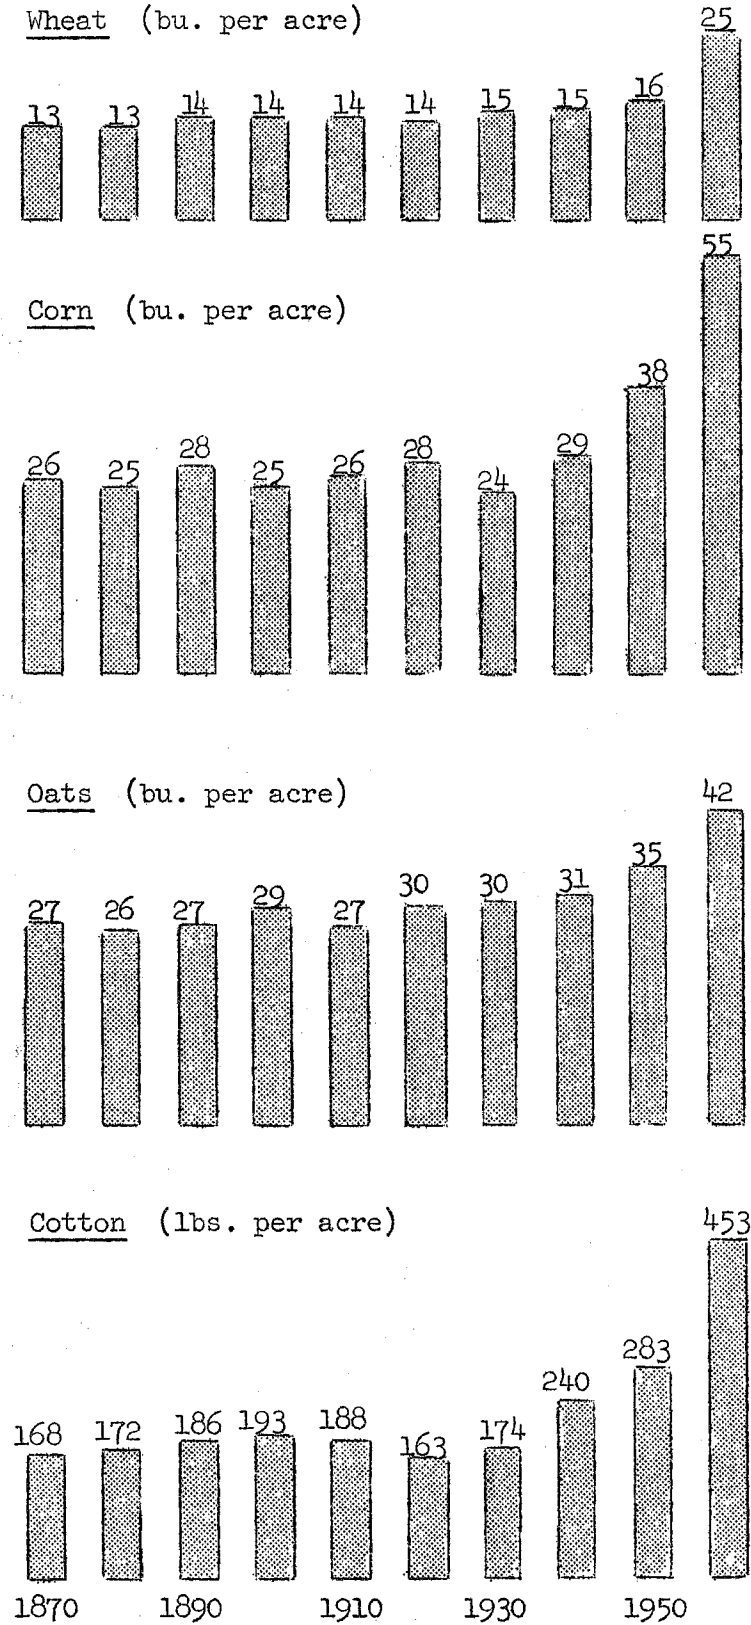 Wheat (bu. per acre)
13 13 14 14 14 14 15 15 16 25
Corn (bu. per acre)
26 25 28 25 26 28 24 29 38 55
Oats (bu. per acre)
27 26 27 29 27 30 30 31 35 42
Cotton (lbs. per acre)
168 172 186 193 188 163 174 240 283 453
1870 1890 1910 1930 1950